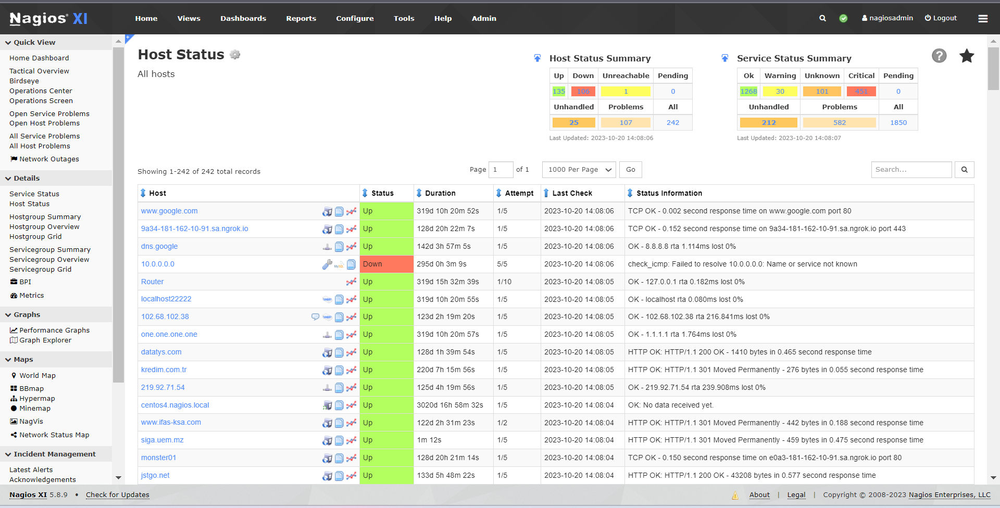 Nagios® XI Home Views Dashboards Reports Configure Tools Help Admin nagiosadmin Logout
Quick View
Home Dashboard
Tactical Overview
Birdseye
Operations Center
Operations Screen
Open Service Problems
Open Host Problems
All Service Problems
All Host Problems
Network Outages
Details
Service Status
Host Status
Hostgroup Summary
Hostgroup Overview
Hostgroup Grid
Servicegroup Summary
Servicegroup Overview
Servicegroup Grid
BPI
Metrics
Graphs
Performance Graphs
Graph Explorer
Maps
World Map
BBmap
Hypermap
Minemap
NagVis
Network Status Map
Incident Management
Latest Alerts
Acknowledgements
Host Status
All hosts
Host Status Summary
Up Down Unreachable Pending
135 106 1 0
Unhandled Problems All
25 107 242
Last Updated: 2023-10-20 14:08:06
Service Status Summary
Ok Warning Unknown Critical Pending
1268 30 101 451 0
Unhandled Problems All
212 582 1850
Last Updated: 2023-10-20 14:08:07
Showing 1-242 of 242 total records Page 1 of 1 1000 Per Page Go Search...
Host Status Duration Attempt Last Check Status Information
www.google.com Up 319d 10h 20m 52s 1/5 2023-10-20 14:08:06 TCP OK - 0.002 second response time on www.google.com port 80
9a34-181-162-10-91.sa.ngrok.io Up 128d 20h 22m 7s 1/5 2023-10-20 14:08:06 TCP OK - 0.152 second response time on 9a34-181-162-10-91.sa.ngrok.io port 443
dns.google Up 142d 3h 57m 5s 1/5 2023-10-20 14:08:06 OK - 8.8.8.8 rta 1.114ms lost 0%
10.0.0.0.0 MySQL Down 295d 0h 3m 9s 5/5 2023-10-20 14:08:06 check_icmp: Failed to resolve 10.0.0.0.0: Name or service not known
Router Up 319d 15h 32m 39s 1/10 2023-10-20 14:08:05 OK - 127.0.0.1 rta 0.182ms lost 0%
localhost22222 Up 319d 10h 20m 55s 1/5 2023-10-20 14:08:05 OK - localhost rta 0.080ms lost 0%
102.68.102.38 Up 123d 2h 19m 20s 1/5 2023-10-20 14:08:05 OK - 102.68.102.38 rta 216.841ms lost 0%
one.one.one.one Up 319d 10h 20m 57s 1/5 2023-10-20 14:08:05 OK - 1.1.1.1 rta 1.764ms lost 0%
datatys.com Up 128d 1h 39m 54s 1/5 2023-10-20 14:08:05 HTTP OK: HTTP/1.1 200 OK - 1410 bytes in 0.465 second response time
kredim.com.tr Up 220d 7h 15m 56s 1/5 2023-10-20 14:08:05 HTTP OK: HTTP/1.1 301 Moved Permanently - 276 bytes in 0.055 second response time
219.92.71.54 Up 125d 4h 19m 56s 1/5 2023-10-20 14:08:05 OK - 219.92.71.54 rta 239.908ms lost 0%
centos4.nagios.local Up 3020d 16h 58m 32s 1/5 2023-10-20 14:08:04 OK: No data received yet.
www.ifas-ksa.com Up 122d 2h 31m 23s 1/2 2023-10-20 14:08:04 HTTP OK: HTTP/1.1 301 Moved Permanently - 442 bytes in 0.188 second response time
siga.uem.mz Up 1m 12s 1/5 2023-10-20 14:08:04 HTTP OK: HTTP/1.1 301 Moved Permanently - 459 bytes in 0.475 second response time
monster01 Up 128d 20h 21m 14s 1/5 2023-10-20 14:08:04 TCP OK - 0.150 second response time on e0a3-181-162-10-91.sa.ngrok.io port 80
jstgo.net Up 133d 5h 48m 22s 1/5 2023-10-20 14:08:04 HTTP OK: HTTP/1.1 200 OK - 43208 bytes in 0.577 second response time
Nagios XI 5.8.9 • Check for Updates About | Legal | Copyright © 2008-2023 Nagios Enterprises, LLC